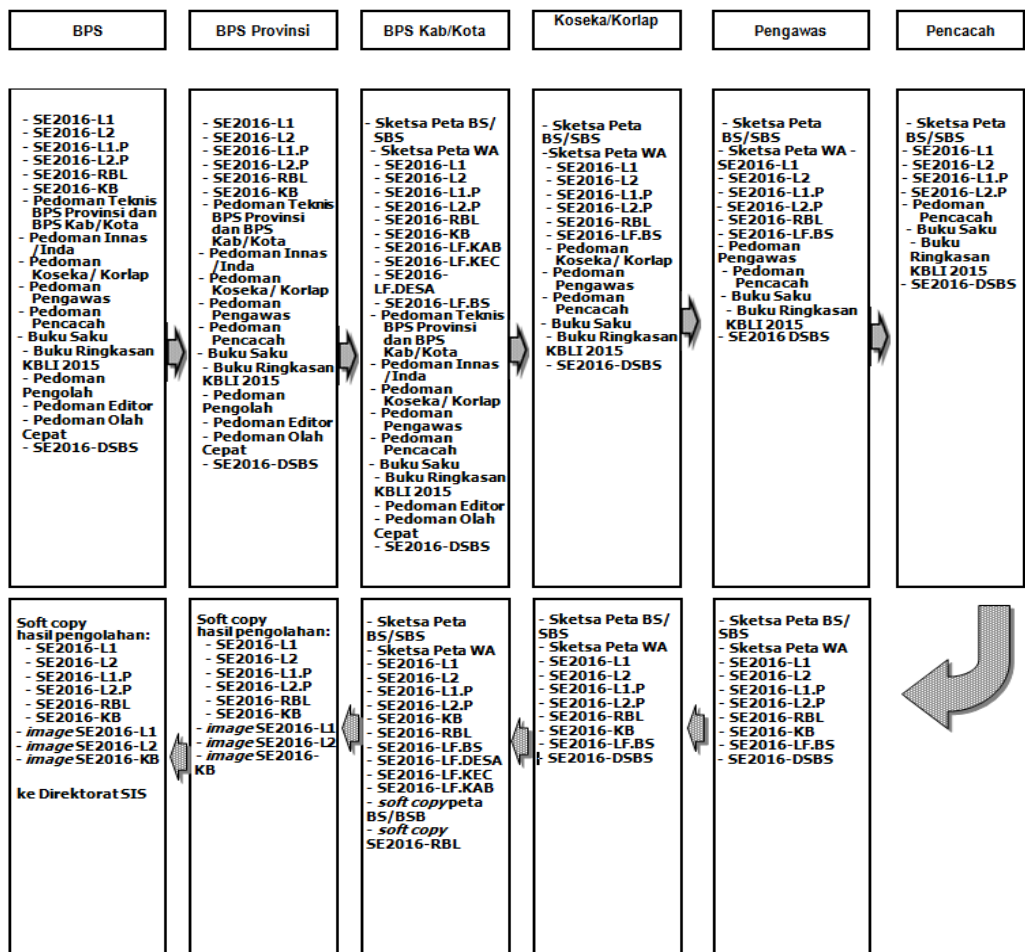 BPS
BPS Provinsi
BPS Kab/Kota
Koseka/Korlap
Pengawas
Pencacah
- SE2016-L1
- SE2016-L2
- SE2016-L1.P
- SE2016-L2.P
- SE2016-RBL
- SE2016-KB
- Pedoman Teknis
BPS Provinsi dan
BPS Kab/Kota
- Pedoman Innas
/Inda
- Pedoman
Koseka/ Korlap
- Pedoman
Pengawas
- Pedoman
Pencacah
- Buku Saku
- Buku Ringkasan
KBLI 2015
- Pedoman
Pengolah
- Pedoman Editor
- Pedoman Olah
Cepat
- SE2016-DSBS
- SE2016-L1
- SE2016-L2
- SE2016-L1.P
- SE2016-L2.P
- SE2016-RBL
- SE2016-KB
- Pedoman Teknis
BPS Provinsi
dan BPS
Kab/Kota
- Pedoman Innas
/Inda
- Pedoman
Koseka/ Korlap
- Pedoman
Pengawas
- Pedoman
Pencacah
- Buku Saku
- Buku Ringkasan
KBLI 2015
- Pedoman
Pengolah
- Pedoman Editor
- Pedoman Olah
Cepat
- SE2016-DSBS
- Sketsa Peta BS/
SBS
- Sketsa Peta WA
- SE2016-L1
- SE2016-L2
- SE2016-L1.P
- SE2016-L2.P
- SE2016-RBL
- SE2016-KB
- SE2016-LF.KAB
- SE2016-LF.KEC
- SE2016-
LF.DESA
- SE2016-LF.BS
- Pedoman Teknis
BPS Provinsi
dan BPS
Kab/Kota
- Pedoman Innas
/Inda
- Pedoman
Koseka/ Korlap
- Pedoman
Pengawas
- Pedoman
Pencacah
- Buku Saku
- Buku Ringkasan
KBLI 2015
- Pedoman Editor
- Pedoman Olah
Cepat
- SE2016-DSBS
- Sketsa Peta
BS/SBS
-Sketsa Peta WA
- SE2016-L1
- SE2016-L2
- SE2016-L1.P
- SE2016-L2.P
- SE2016-RBL
- SE2016-LF.BS
- Pedoman
Koseka/ Korlap
- Pedoman
Pengawas
- Pedoman
Pencacah
- Buku Saku
- Buku Ringkasan
KBLI 2015
- SE2016-DSBS
- Sketsa Peta
BS/SBS
- Sketsa Peta WA -
SE2016-L1
- SE2016-L2
- SE2016-L1.P
- SE2016-L2.P
- SE2016-RBL
- SE2016-LF.BS
- Pedoman
Pengawas
- Pedoman
Pencacah
- Buku Saku
- Buku Ringkasan
KBLI 2015
- SE2016 DSBS
- Sketsa Peta
BS/SBS
- SE2016-L1
- SE2016-L2
- SE2016-L1.P
- SE2016-L2.P
- Pedoman
Pencacah
- Buku Saku
- Buku
Ringkasan
KBLI 2015
- SE2016-DSBS
Soft copy
hasil pengolahan:
- SE2016-L1
- SE2016-L2
- SE2016-L1.P
- SE2016-L2.P
- SE2016-RBL
- SE2016-KB
- image SE2016-L1
- image SE2016-L2
- image SE2016-KB
ke Direktorat SIS
Soft copy
hasil pengolahan:
- SE2016-L1
- SE2016-L2
- SE2016-L1.P
- SE2016-L2.P
- SE2016-RBL
- SE2016-KB
- image SE2016-L1
- image SE2016-L2
- image SE2016-
KB
- Sketsa Peta
BS/SBS
- Sketsa Peta WA
- SE2016-L1
- SE2016-L2
- SE2016-L1.P
- SE2016-L2.P
- SE2016-KB
- SE2016-RBL
- SE2016-LF.BS
- SE2016-LF.DESA
- SE2016-LF.KEC
- SE2016-LF.KAB
- soft copy peta
BS/BSB
- soft copy
SE2016-RBL
- Sketsa Peta BS/
SBS
- Sketsa Peta WA
- SE2016-L1
- SE2016-L2
- SE2016-L1.P
- SE2016-L2.P
- SE2016-RBL
- SE2016-KB
- SE2016-LF.BS
- SE2016-DSBS
- Sketsa Peta BS/
SBS
- Sketsa Peta WA
- SE2016-L1
- SE2016-L2
- SE2016-L1.P
- SE2016-L2.P
- SE2016-RBL
- SE2016-KB
- SE2016-LF.BS
- SE2016-DSBS